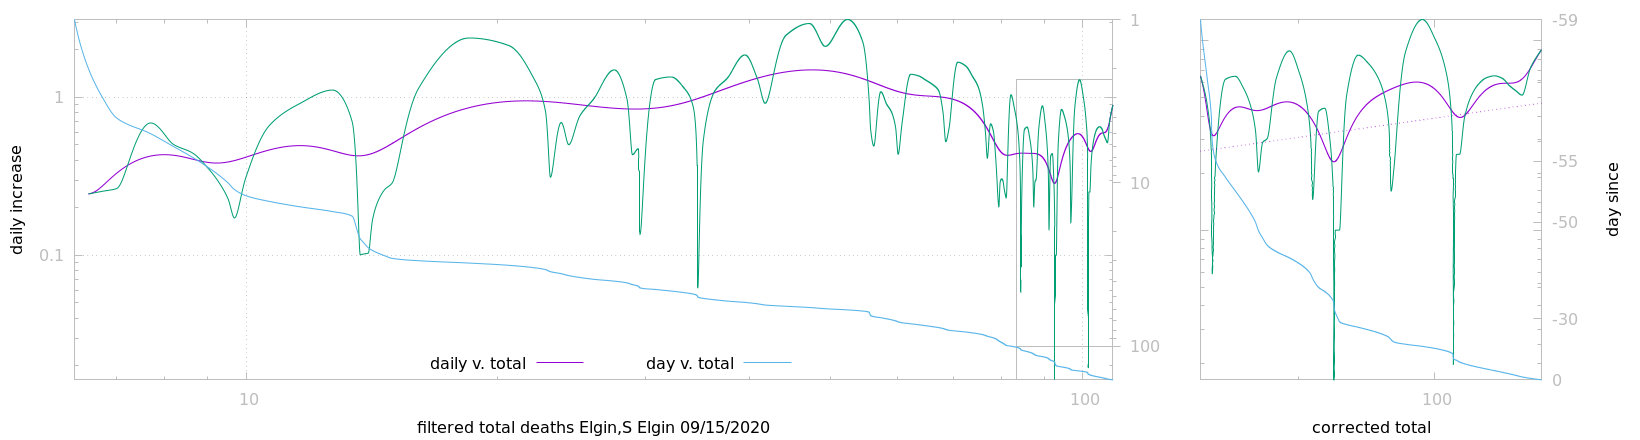 1
-59
1
daily increase
10
-55
-50
day since
0.1
-30
daily v. total
day v. total
100
0
10
100
100
filtered total deaths Elgin,S Elgin 09/15/2020
corrected total